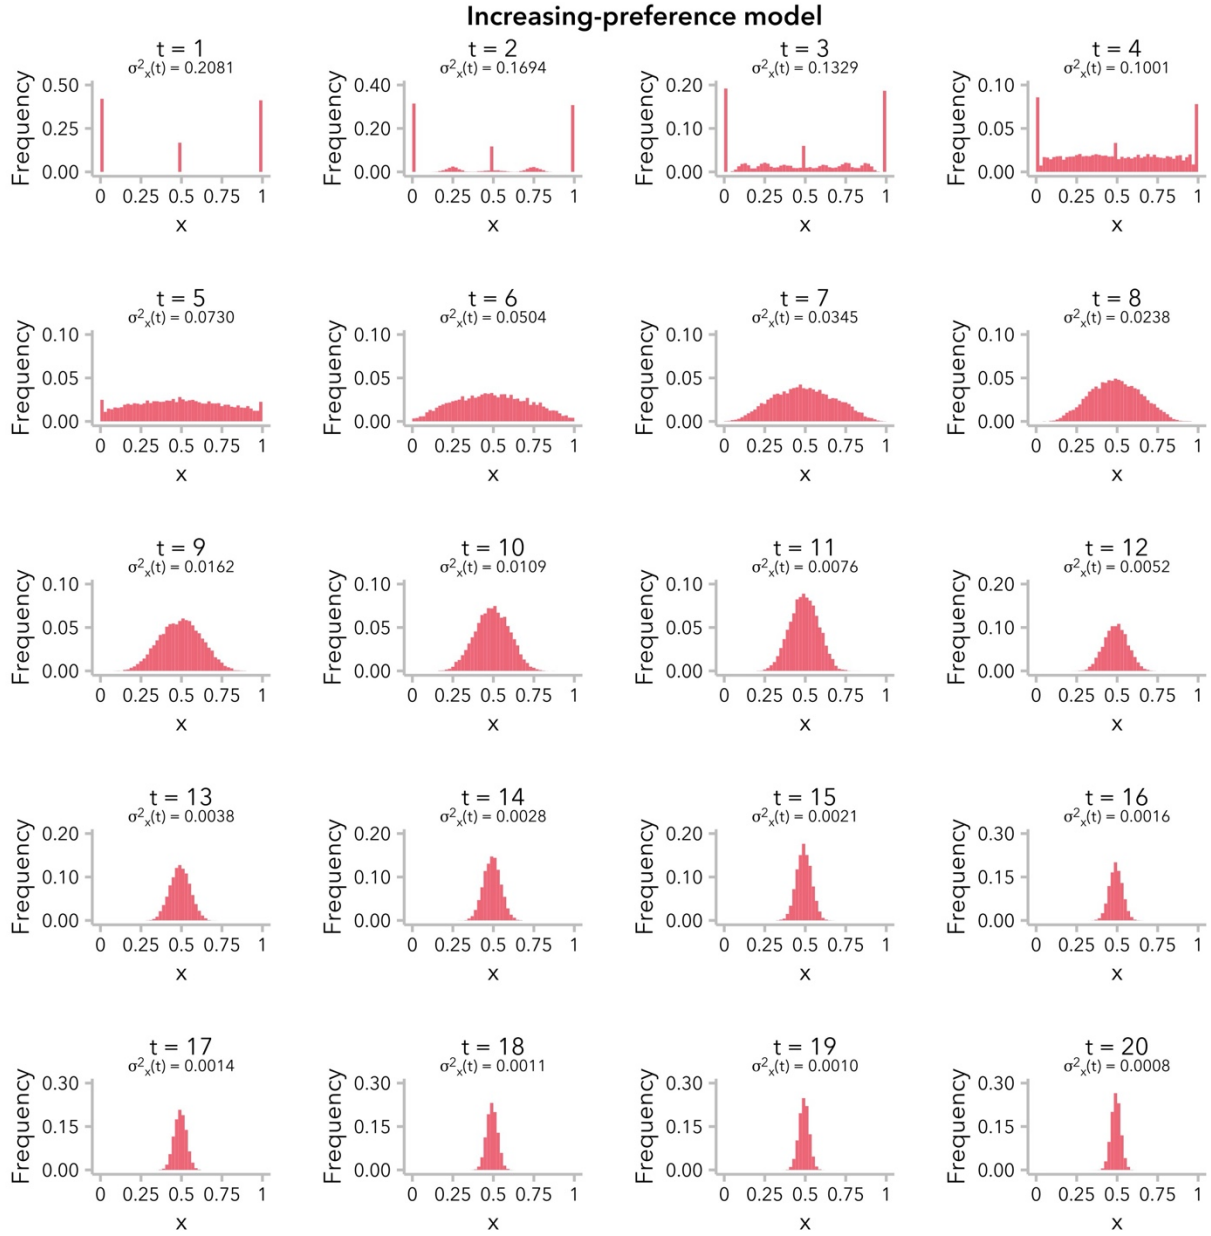 Increasing-preference model
t = 1
σ²ₓ(t) = 0.2081
Frequency
0.50
0.25
0.00
0 0.25 0.5 0.75 1
x
t = 2
σ²ₓ(t) = 0.1694
Frequency
0.40
0.20
0.00
0 0.25 0.5 0.75 1
x
t = 3
σ²ₓ(t) = 0.1329
Frequency
0.20
0.10
0.00
0 0.25 0.5 0.75 1
x
t = 4
σ²ₓ(t) = 0.1001
Frequency
0.10
0.05
0.00
0 0.25 0.5 0.75 1
x
t = 5
σ²ₓ(t) = 0.0730
Frequency
0.10
0.05
0.00
0 0.25 0.5 0.75 1
x
t = 6
σ²ₓ(t) = 0.0504
Frequency
0.10
0.05
0.00
0 0.25 0.5 0.75 1
x
t = 7
σ²ₓ(t) = 0.0345
Frequency
0.10
0.05
0.00
0 0.25 0.5 0.75 1
x
t = 8
σ²ₓ(t) = 0.0238
Frequency
0.10
0.05
0.00
0 0.25 0.5 0.75 1
x
t = 9
σ²ₓ(t) = 0.0162
Frequency
0.10
0.05
0.00
0 0.25 0.5 0.75 1
x
t = 10
σ²ₓ(t) = 0.0109
Frequency
0.10
0.05
0.00
0 0.25 0.5 0.75 1
x
t = 11
σ²ₓ(t) = 0.0076
Frequency
0.10
0.05
0.00
0 0.25 0.5 0.75 1
x
t = 12
σ²ₓ(t) = 0.0052
Frequency
0.20
0.10
0.00
0 0.25 0.5 0.75 1
x
t = 13
σ²ₓ(t) = 0.0038
Frequency
0.20
0.10
0.00
0 0.25 0.5 0.75 1
x
t = 14
σ²ₓ(t) = 0.0028
Frequency
0.20
0.10
0.00
0 0.25 0.5 0.75 1
x
t = 15
σ²ₓ(t) = 0.0021
Frequency
0.20
0.10
0.00
0 0.25 0.5 0.75 1
x
t = 16
σ²ₓ(t) = 0.0016
Frequency
0.30
0.15
0.00
0 0.25 0.5 0.75 1
x
t = 17
σ²ₓ(t) = 0.0014
Frequency
0.30
0.15
0.00
0 0.25 0.5 0.75 1
x
t = 18
σ²ₓ(t) = 0.0011
Frequency
0.30
0.15
0.00
0 0.25 0.5 0.75 1
x
t = 19
σ²ₓ(t) = 0.0010
Frequency
0.30
0.15
0.00
0 0.25 0.5 0.75 1
x
t = 20
σ²ₓ(t) = 0.0008
Frequency
0.30
0.15
0.00
0 0.25 0.5 0.75 1
x